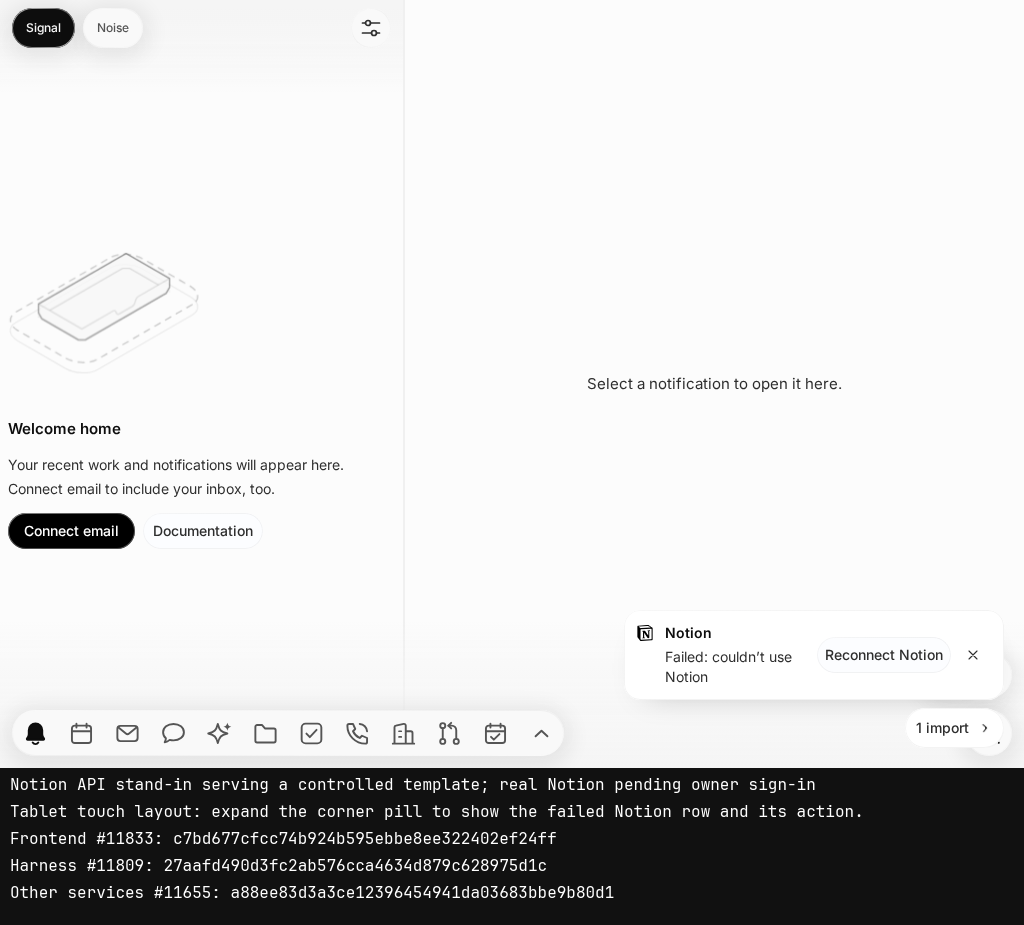 Signal
Noise
Select a notification to open it here.
Welcome home
Your recent work and notifications will appear here.
Connect email to include your inbox, too.
Connect email
Documentation
Notion
Failed: couldn’t use
Notion
Reconnect Notion
1 import
Notion API stand-in serving a controlled template; real Notion pending owner sign-in
Tablet touch layout: expand the corner pill to show the failed Notion row and its action.
Frontend #11833: c7bd677cfcc74b924b595ebbe8ee322402ef24ff
Harness #11809: 27aafd490d3fc2ab576cca4634d879c628975d1c
Other services #11655: a88ee83d3a3ce12396454941da03683bbe9b80d1